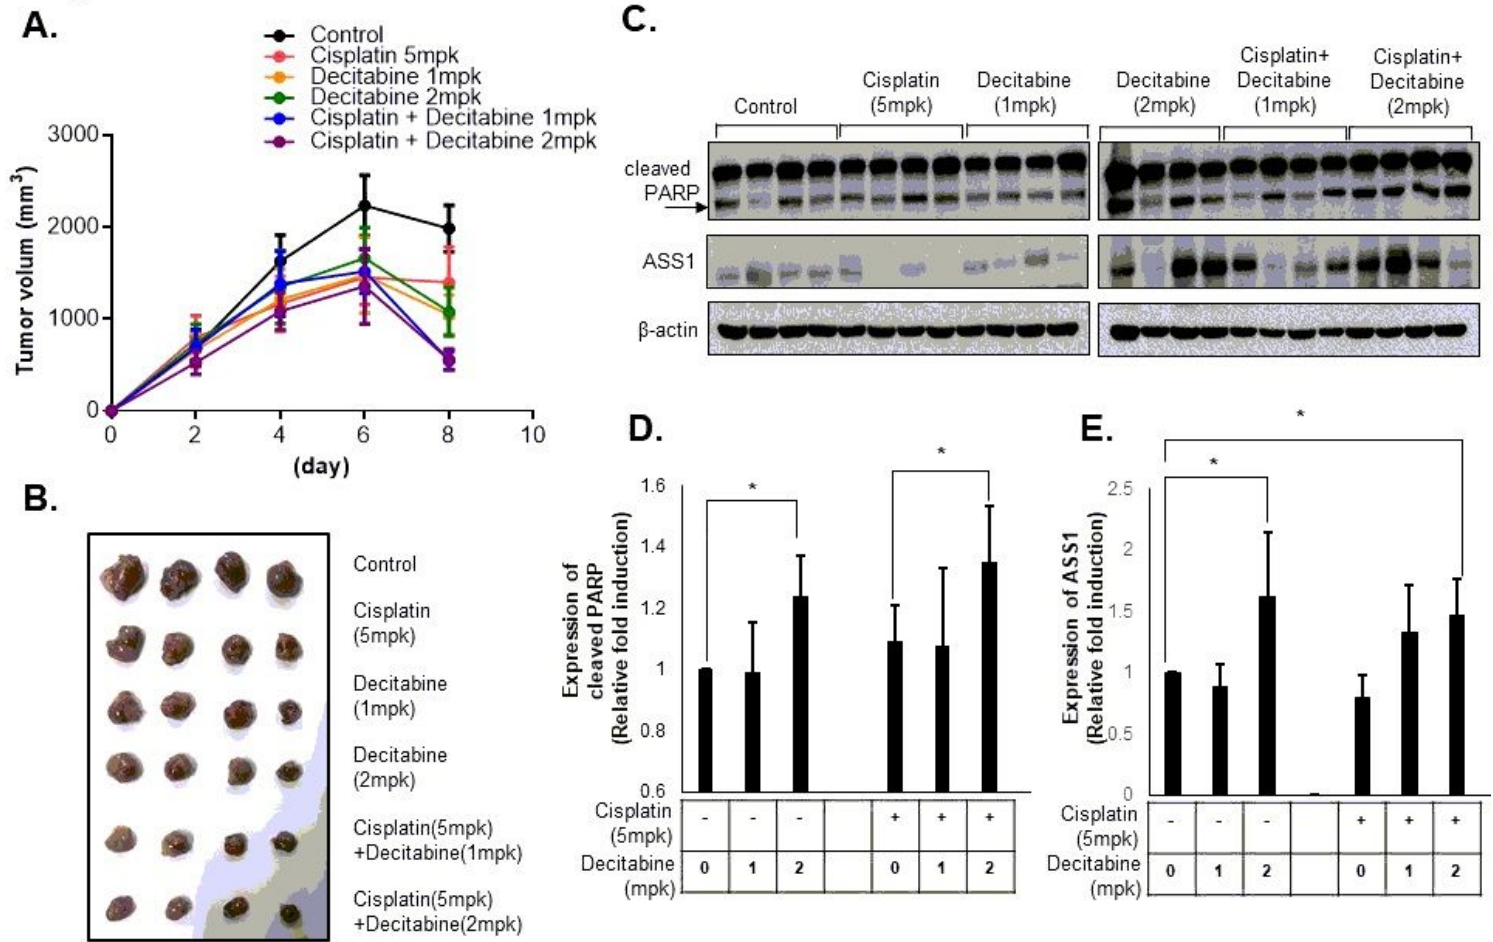 A.
Control
Cisplatin 5mpk
Decitabine 1mpk
Decitabine 2mpk
Cisplatin + Decitabine 1mpk
Cisplatin + Decitabine 2mpk
Tumor volum (mm³)
3000
2000
1000
0
0 2 4 6 8 10
(day)
B.
Control
Cisplatin
(5mpk)
Decitabine
(1mpk)
Decitabine
(2mpk)
Cisplatin(5mpk)
+Decitabine(1mpk)
Cisplatin(5mpk)
+Decitabine(2mpk)
C.
Control
Cisplatin
(5mpk)
Decitabine
(1mpk)
Decitabine
(2mpk)
Cisplatin+
Decitabine
(1mpk)
Cisplatin+
Decitabine
(2mpk)
cleaved
PARP
ASS1
β-actin
D.
Expression of
cleaved PARP
(Relative fold induction)
1.6
1.4
1.2
1
0.8
0.6
* *
Cisplatin
(5mpk)
- - - + + +
Decitabine
(mpk)
0 1 2 0 1 2
E.
Expression of ASS1
(Relative fold induction)
2.5
2
1.5
1
0.5
0
*
*
Cisplatin
(5mpk)
- - - + + +
Decitabine
(mpk)
0 1 2 0 1 2